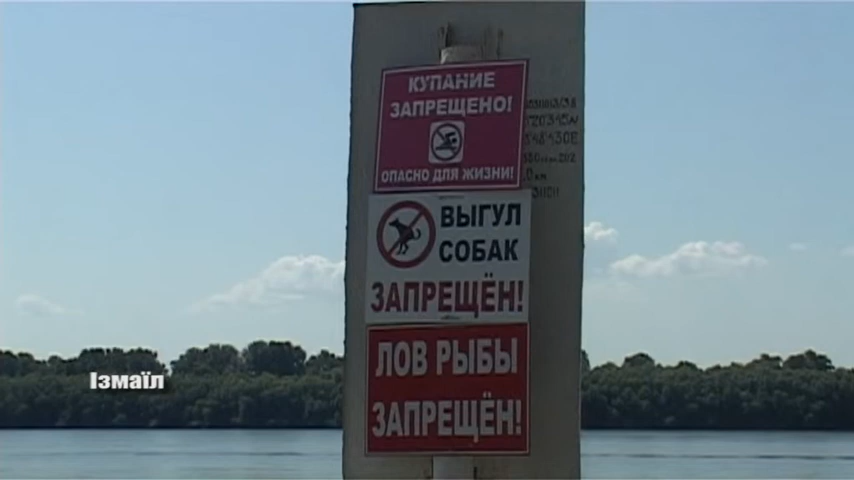 КУПАНИЕ
ЗАПРЕЩЕНО!
ОПАСНО ДЛЯ ЖИЗНИ!
ВЫГУЛ
СОБАК
ЗАПРЕЩЁН!
ЛОВ РЫБЫ
ЗАПРЕЩЁН!
Ізмаїл